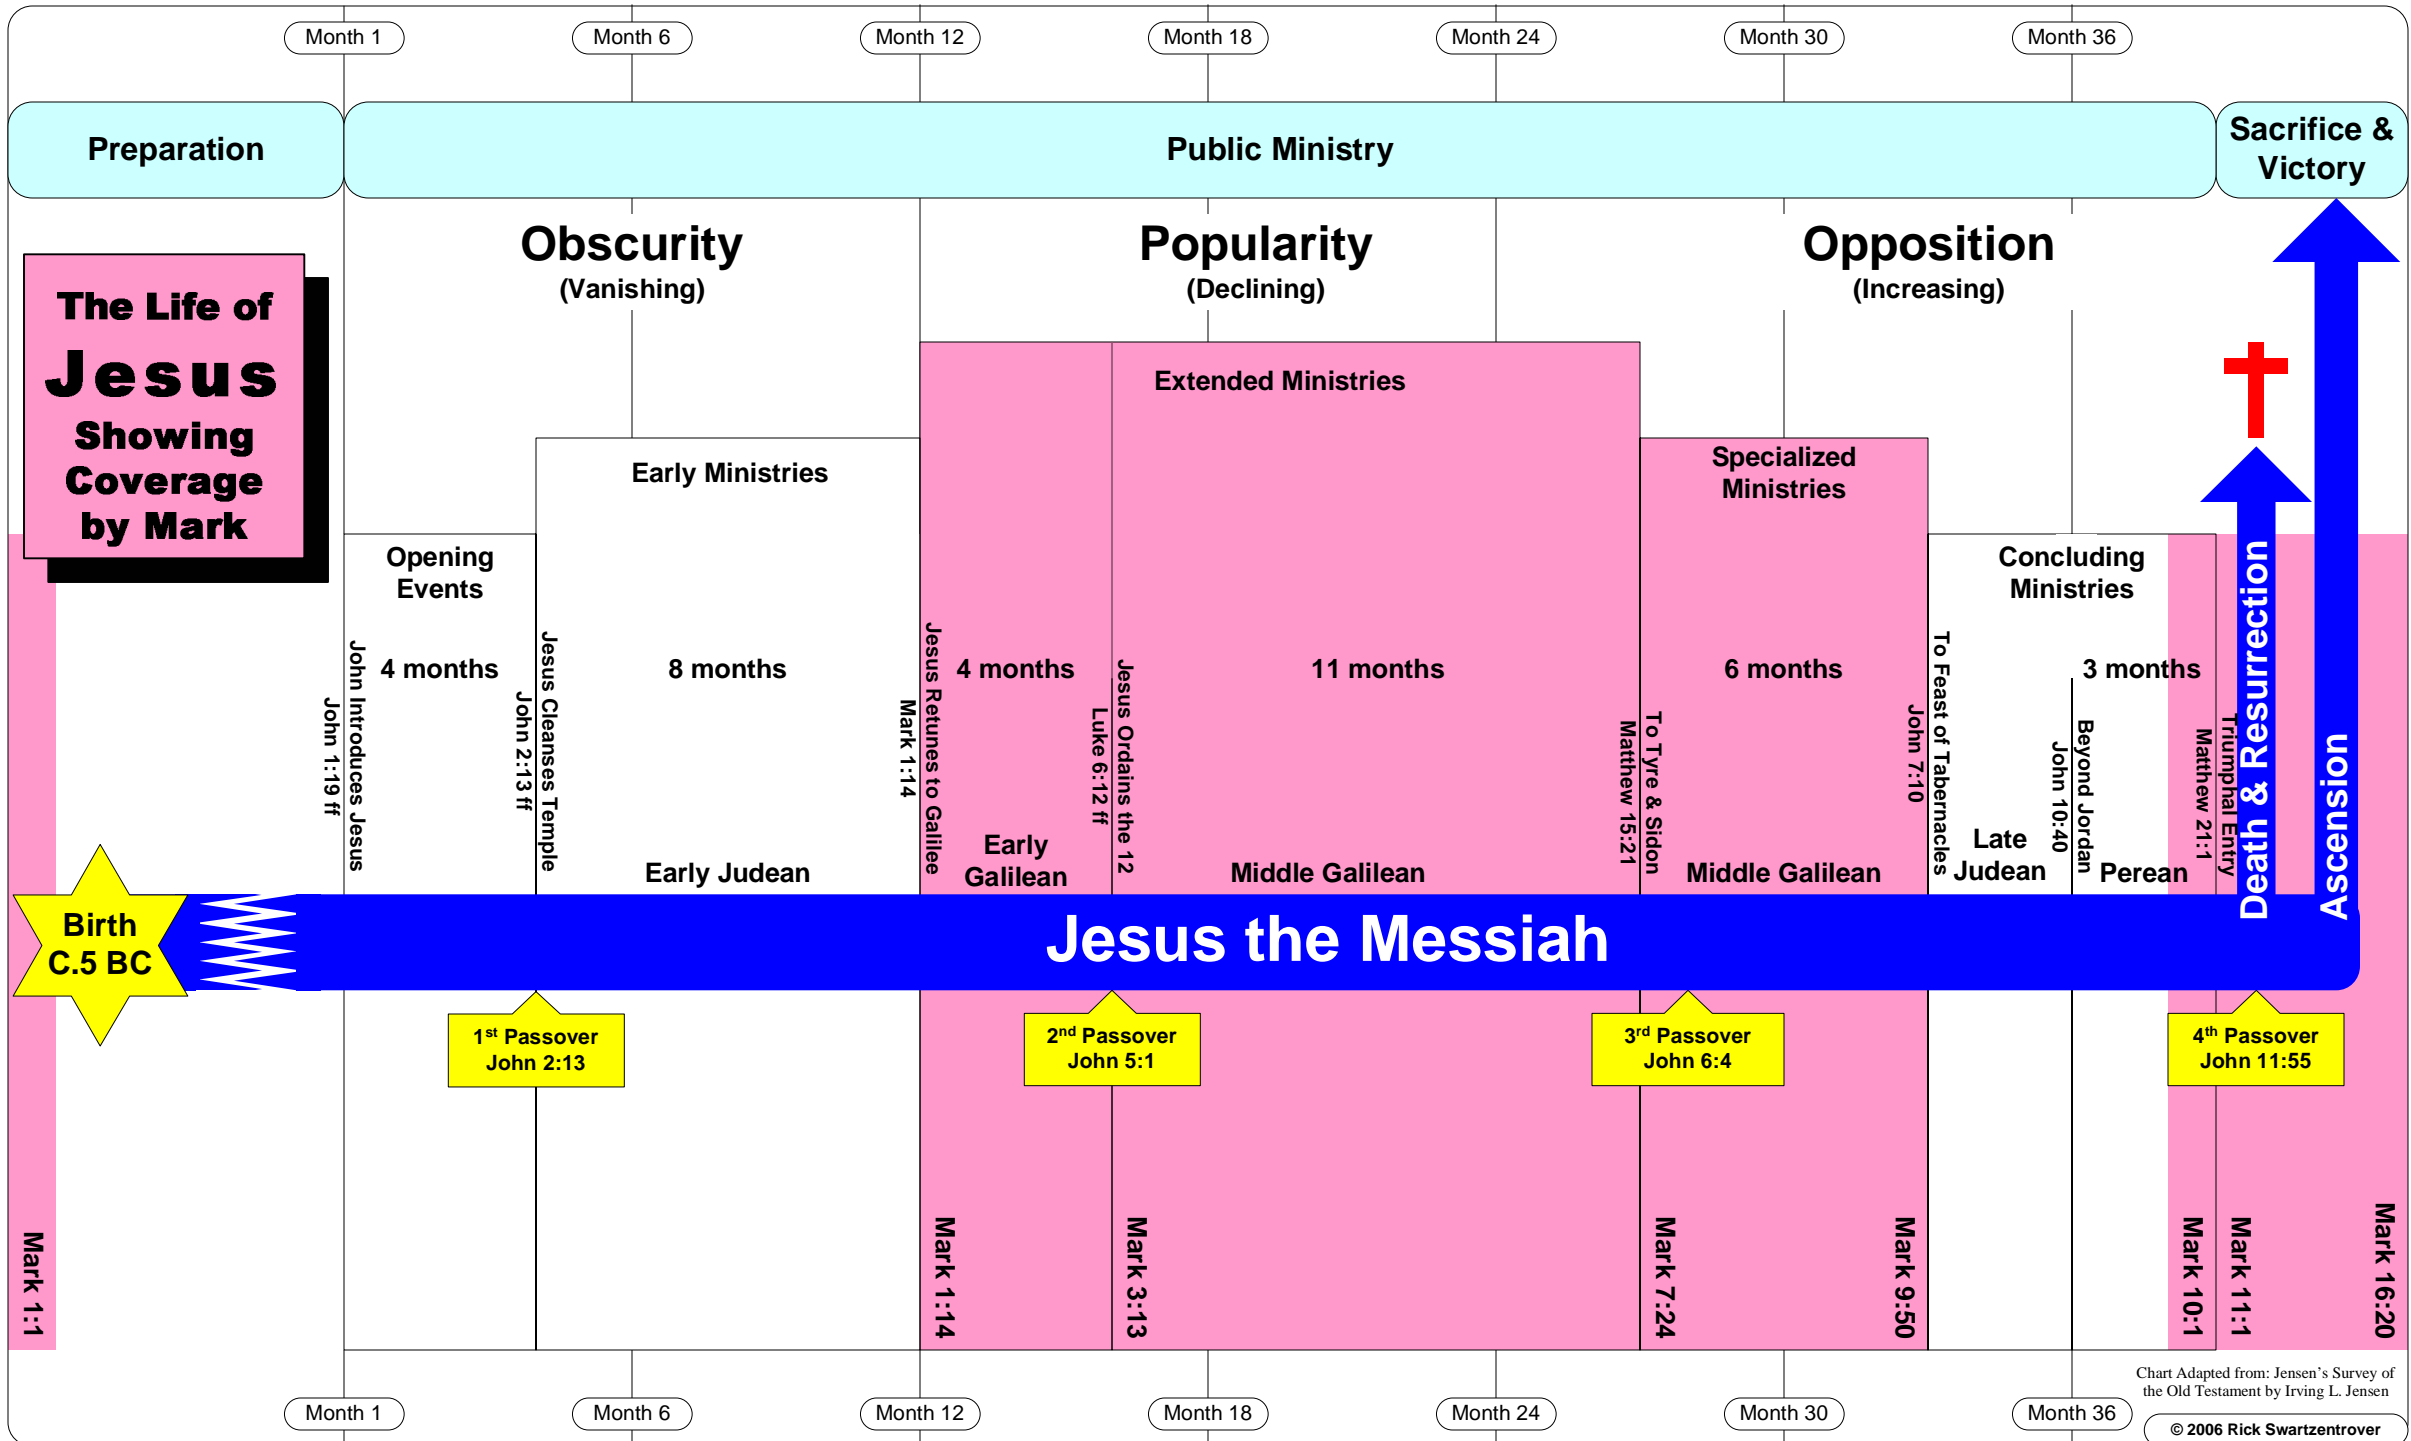 Month 1
Month 6
Month 12
Month 18
Month 24
Month 30
Month 36
Preparation
Public Ministry
Sacrifice &
Victory
The Life of
Jesus
Showing
Coverage
by Mark
Obscurity
(Vanishing)
Popularity
(Declining)
Opposition
(Increasing)
Extended Ministries
Early Ministries
Specialized
Ministries
Opening
Events
Concluding
Ministries
4 months
8 months
4 months
11 months
6 months
3 months
John 1:19 ff
John Introduces Jesus
John 2:13 ff
Jesus Cleanses Temple
Mark 1:14
Jesus Retunes to Galilee
Luke 6:12 ff
Jesus Ordains the 12
Matthew 15:21
To Tyre & Sidon
John 7:10
To Feast of Tabernacles
John 10:40
Beyond Jordan
Matthew 21:1
Triumphal Entry
Death & Resurrection
Ascension
Early Judean
Early
Galilean
Middle Galilean
Middle Galilean
Late
Judean
Perean
Birth
C.5 BC
Jesus the Messiah
1st Passover
John 2:13
2nd Passover
John 5:1
3rd Passover
John 6:4
4th Passover
John 11:55
Mark 1:1
Mark 1:14
Mark 3:13
Mark 7:24
Mark 9:50
Mark 10:1
Mark 11:1
Mark 16:20
Chart Adapted from: Jensen’s Survey of
the Old Testament by Irving L. Jensen
Month 1
Month 6
Month 12
Month 18
Month 24
Month 30
Month 36
© 2006 Rick Swartzentrover